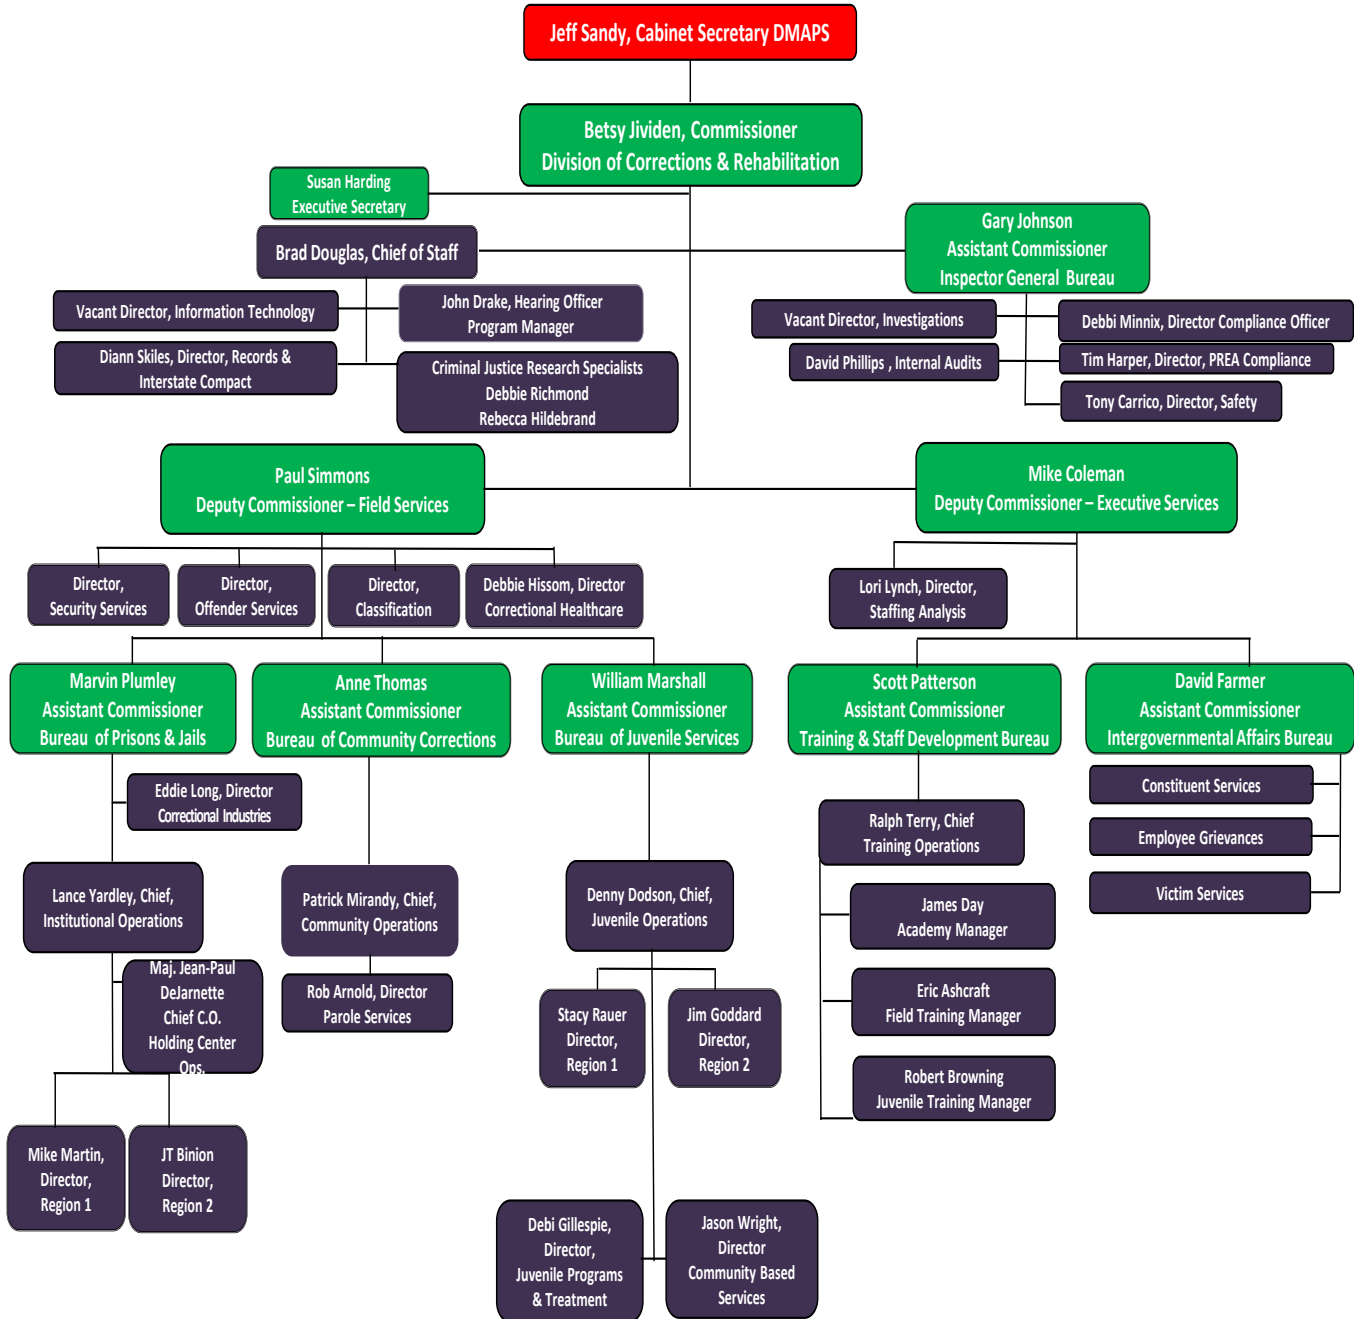 Jeff Sandy, Cabinet Secretary DMAPS
Betsy Jividen, Commissioner
Division of Corrections & Rehabilitation
Susan Harding
Executive Secretary
Brad Douglas, Chief of Staff
Gary Johnson
Assistant Commissioner
Inspector General Bureau
Vacant Director, Information Technology
John Drake, Hearing Officer
Program Manager
Diann Skiles, Director, Records &
Interstate Compact
Criminal Justice Research Specialists
Debbie Richmond
Rebecca Hildebrand
Vacant Director, Investigations
Debbi Minnix, Director Compliance Officer
David Phillips , Internal Audits
Tim Harper, Director, PREA Compliance
Tony Carrico, Director, Safety
Paul Simmons
Deputy Commissioner – Field Services
Mike Coleman
Deputy Commissioner – Executive Services
Director,
Security Services
Director,
Offender Services
Director,
Classification
Debbie Hissom, Director
Correctional Healthcare
Lori Lynch, Director,
Staffing Analysis
Marvin Plumley
Assistant Commissioner
Bureau of Prisons & Jails
Anne Thomas
Assistant Commissioner
Bureau of Community Corrections
William Marshall
Assistant Commissioner
Bureau of Juvenile Services
Scott Patterson
Assistant Commissioner
Training & Staff Development Bureau
David Farmer
Assistant Commissioner
Intergovernmental Affairs Bureau
Eddie Long, Director
Correctional Industries
Lance Yardley, Chief,
Institutional Operations
Maj. Jean-Paul
DeJarnette
Chief C.O.
Holding Center
Ops.
Mike Martin,
Director,
Region 1
JT Binion
Director,
Region 2
Patrick Mirandy, Chief,
Community Operations
Rob Arnold, Director
Parole Services
Denny Dodson, Chief,
Juvenile Operations
Stacy Rauer
Director,
Region 1
Jim Goddard
Director,
Region 2
Debi Gillespie,
Director,
Juvenile Programs
& Treatment
Jason Wright,
Director
Community Based
Services
Ralph Terry, Chief
Training Operations
James Day
Academy Manager
Eric Ashcraft
Field Training Manager
Robert Browning
Juvenile Training Manager
Constituent Services
Employee Grievances
Victim Services